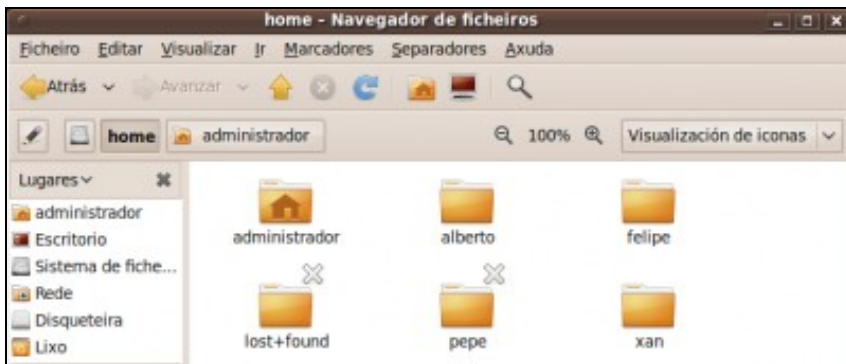 home - Navegador de ficheiros
Ficheiro Editar Visualizar Ir Marcadores Separadores Axuda
Atrás Avanzar
home administrador 100% Visualización de iconas
Lugares
administrador
Escritorio
Sistema de fiche...
Rede
Disqueteira
Lixo
administrador alberto felipe
lost+found pepe xan